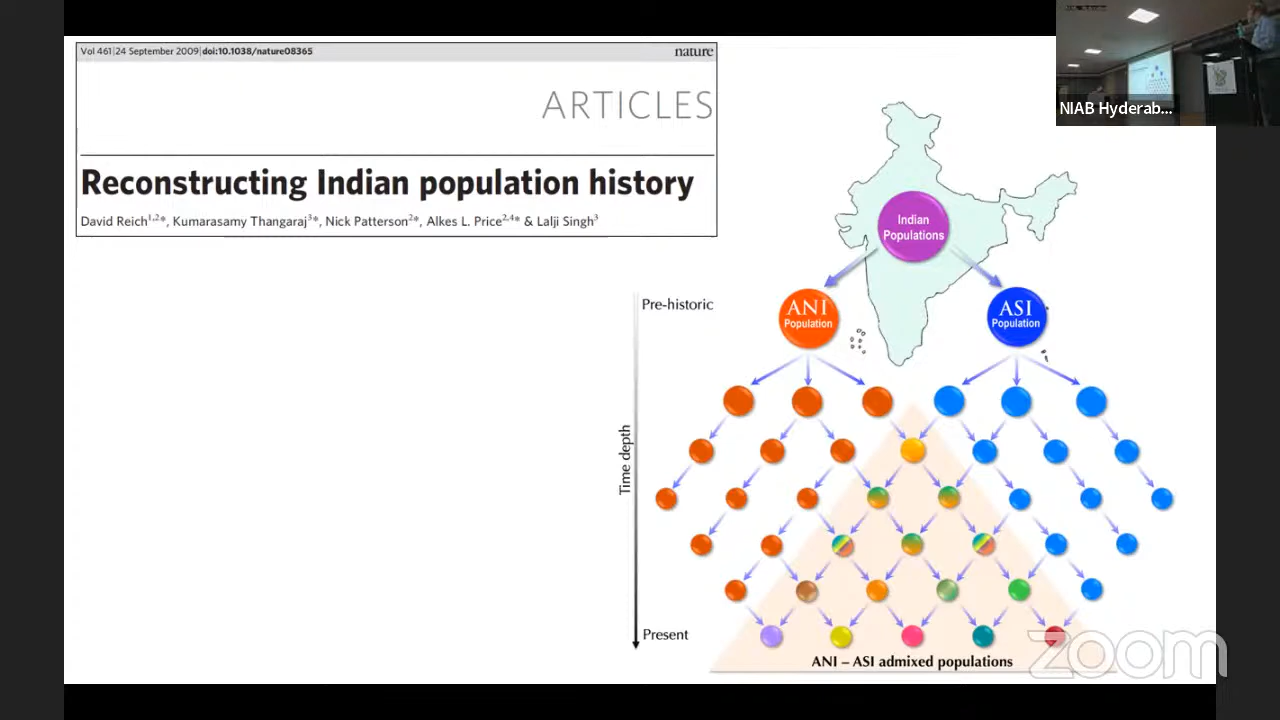 Vol 461|24 September 2009|doi:10.1038/nature08365
nature
ARTICLES
Reconstructing Indian population history
David Reich1,2*, Kumarasamy Thangaraj3*, Nick Patterson2*, Alkes L. Price2,4* & Lalji Singh3
NIAB Hyderab...
Indian
Populations
Pre-historic
ANI
Population
ASI
Population
Time depth
Present
ANI – ASI admixed populations
zoom